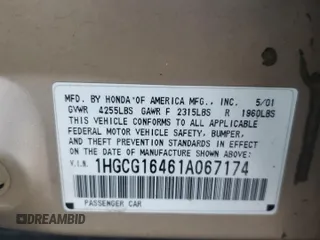 MFD. BY HONDA OF AMERICA MFG., INC. 5/01
GVWR 4255LBS GAWR F 2315LBS R 1960LBS
THIS VEHICLE CONFORMS TO ALL APPLICABLE
FEDERAL MOTOR VEHICLE SAFETY, BUMPER,
AND THEFT PREVENTION STANDARDS IN
EFFECT ON THE DATE OF MANUFACTURE SHOWN ABOVE.
V.I.N. 1HGCG16461A067174
PASSENGER CAR
DREAMBID